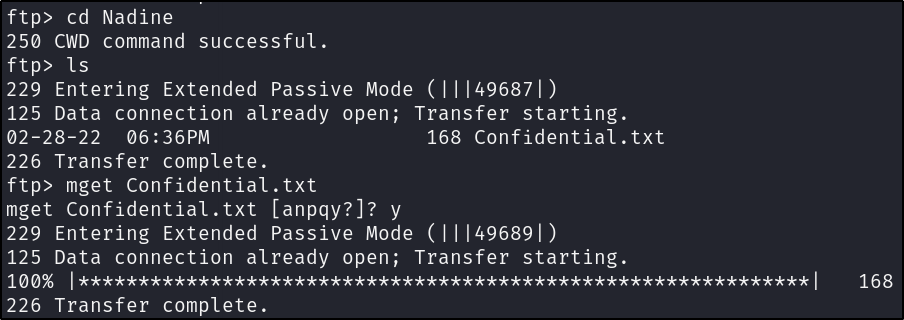 ftp> cd Nadine
250 CWD command successful.
ftp> ls
229 Entering Extended Passive Mode (|||49687|)
125 Data connection already open; Transfer starting.
02-28-22  06:36PM                  168 Confidential.txt
226 Transfer complete.
ftp> mget Confidential.txt
mget Confidential.txt [anpqy?]? y
229 Entering Extended Passive Mode (|||49689|)
125 Data connection already open; Transfer starting.
100% |*************************************************************|   168
226 Transfer complete.